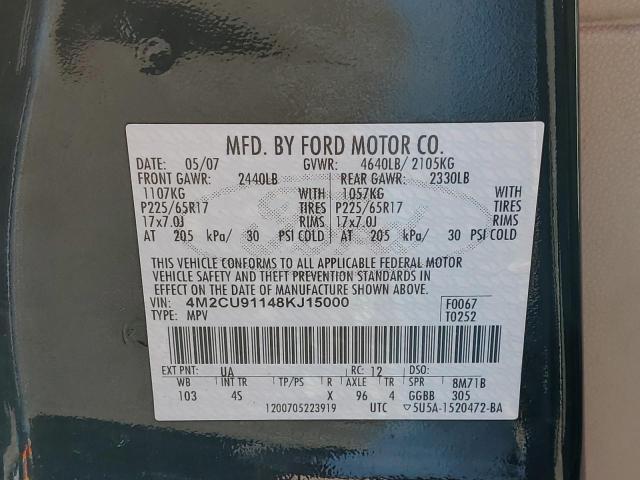 MFD. BY FORD MOTOR CO.
DATE: 05/07 GVWR: 4640LB/ 2105KG
FRONT GAWR: 2440LB REAR GAWR: 2330LB
1107KG WITH 1057KG WITH
P225/65R17 TIRES P225/65R17 TIRES
17x7.0J RIMS 17x7.0J RIMS
AT 205 kPa/ 30 PSI COLD AT 205 kPa/ 30 PSI COLD
THIS VEHICLE CONFORMS TO ALL APPLICABLE FEDERAL MOTOR
VEHICLE SAFETY AND THEFT PREVENTION STANDARDS IN
EFFECT ON THE DATE OF MANUFACTURE SHOWN ABOVE.
VIN: 4M2CU91148KJ15000 F0067
TYPE: MPV T0252
EXT PNT: UA RC: 12 DSO:
WB INT TR TP/PS R AXLE TR SPR 8M71B
103 4S X 96 4 GGBB 305
1200705223919 UTC ▽5U5A-1520472-BA